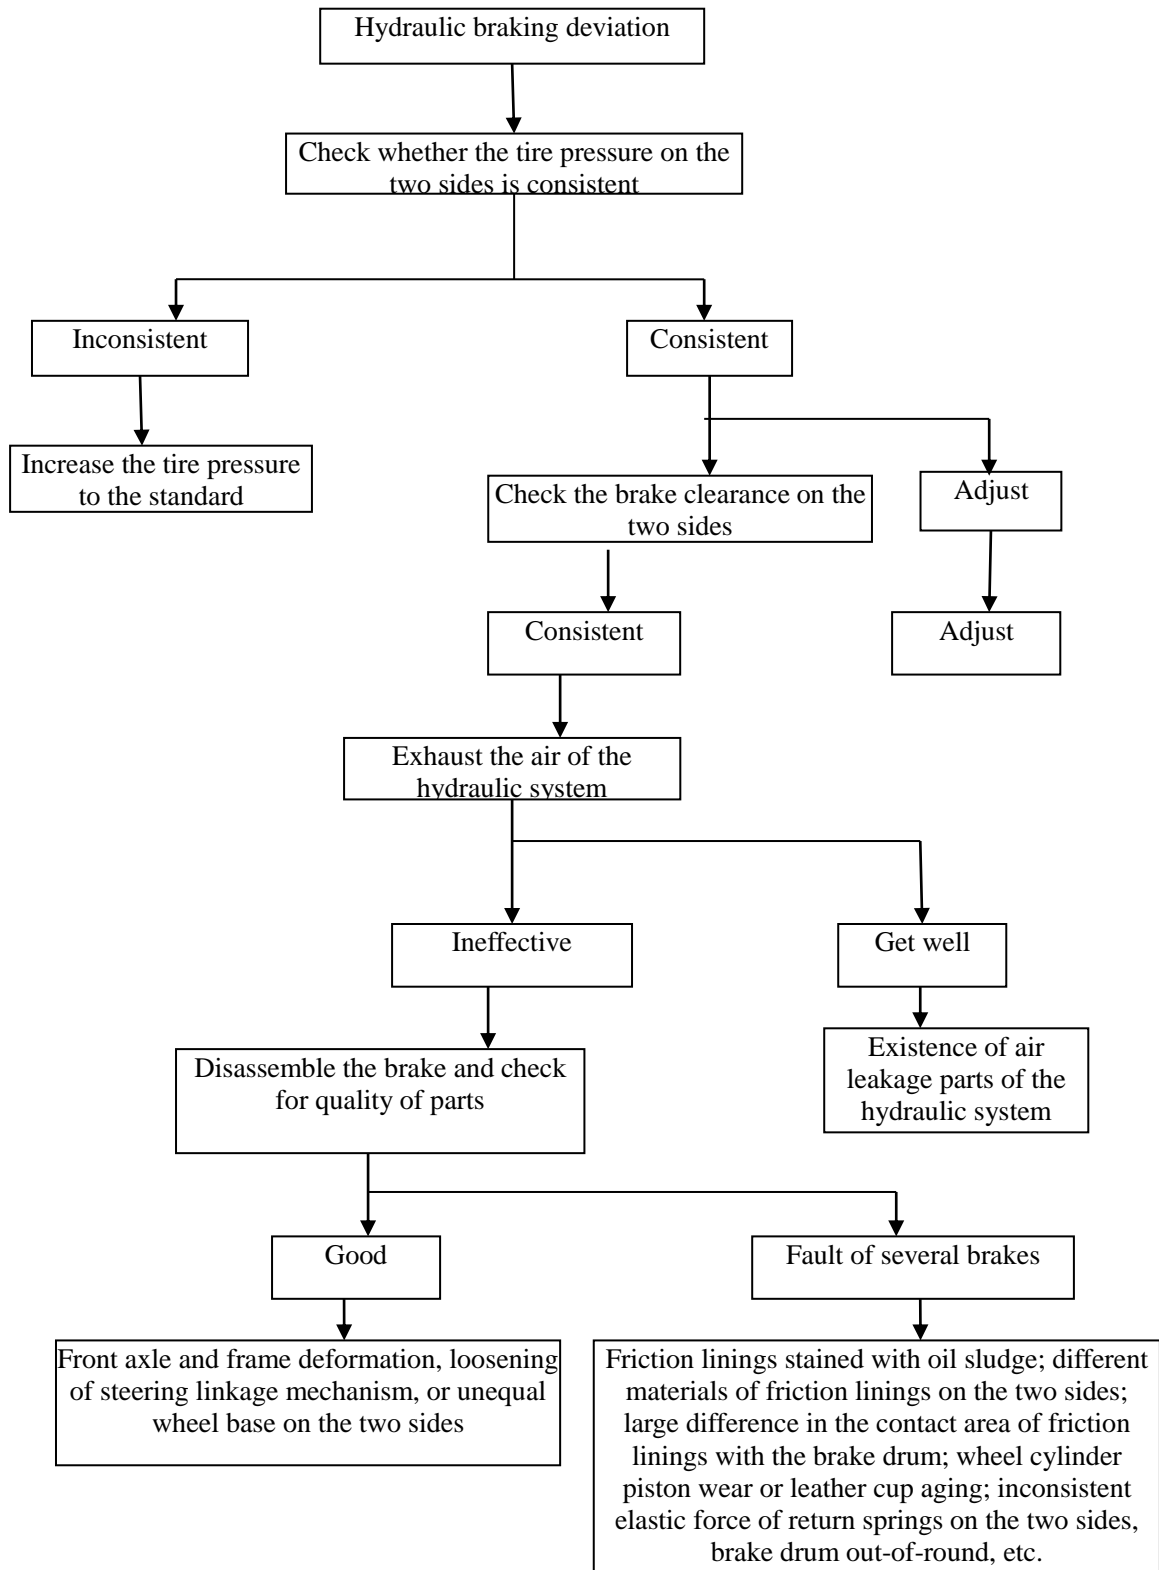 Hydraulic braking deviation
Check whether the tire pressure on the
two sides is consistent
Inconsistent
Consistent
Increase the tire pressure
to the standard
Check the brake clearance on the
two sides
Adjust
Consistent
Adjust
Exhaust the air of the
hydraulic system
Ineffective
Get well
Disassemble the brake and check
for quality of parts
Existence of air
leakage parts of the
hydraulic system
Good
Fault of several brakes
Front axle and frame deformation, loosening
of steering linkage mechanism, or unequal
wheel base on the two sides
Friction linings stained with oil sludge; different
materials of friction linings on the two sides;
large difference in the contact area of friction
linings with the brake drum; wheel cylinder
piston wear or leather cup aging; inconsistent
elastic force of return springs on the two sides,
brake drum out-of-round, etc.